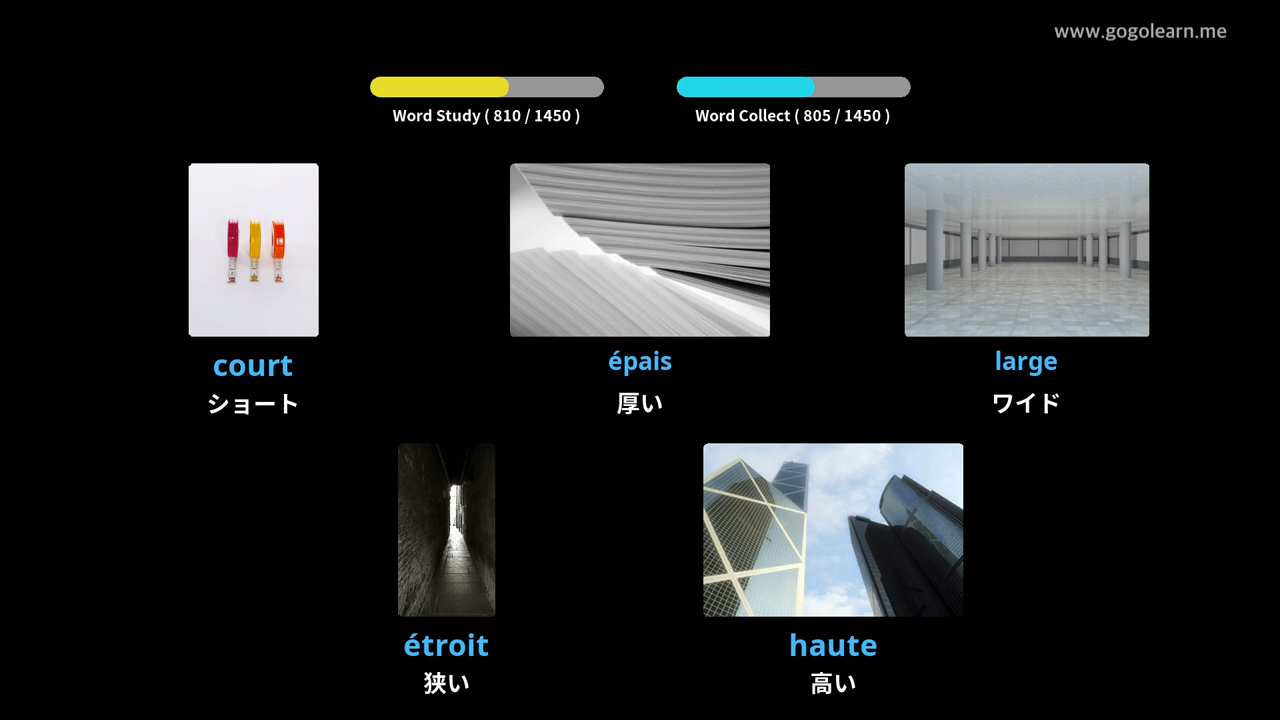 www.gogolearn.me
Word Study ( 810 / 1450 )
Word Collect ( 805 / 1450 )
court
ショート
épais
厚い
large
ワイド
étroit
狭い
haute
高い